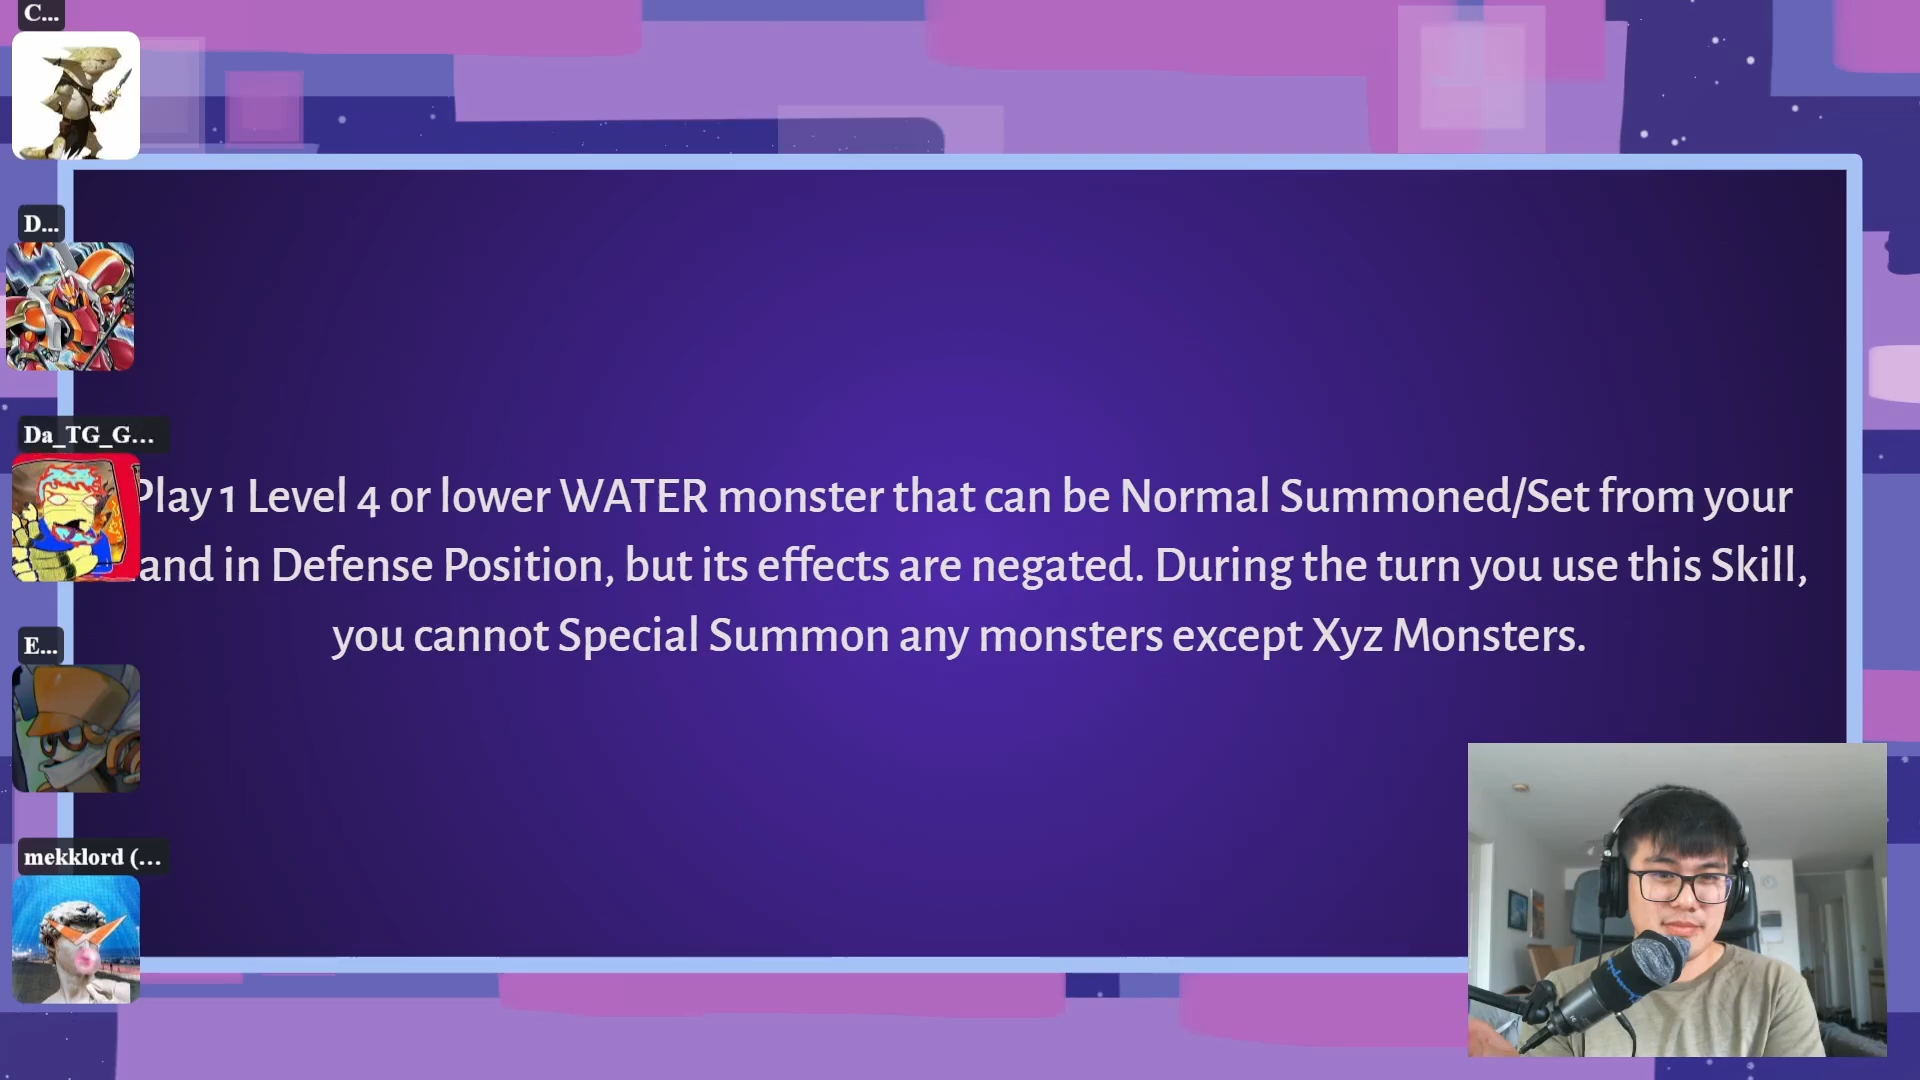 C...
D...
Da_TG_G...
Play 1 Level 4 or lower WATER monster that can be Normal Summoned/Set from your
and in Defense Position, but its effects are negated. During the turn you use this Skill,
you cannot Special Summon any monsters except Xyz Monsters.
E...
mekklord (...